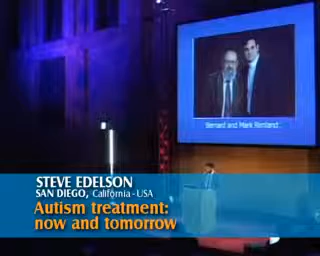 Bernard and Mark Rimland
STEVE EDELSON
SAN DIEGO, California - USA
Autism treatment:
now and tomorrow